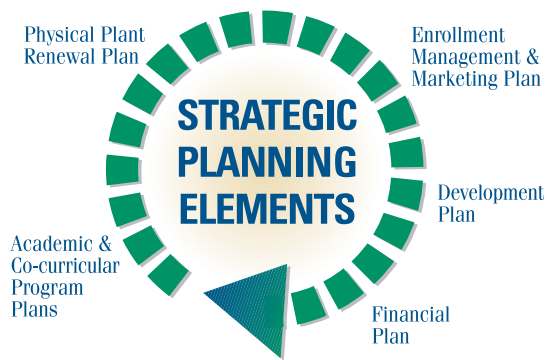 Physical Plant
Renewal Plan
Enrollment
Management &
Marketing Plan
STRATEGIC
PLANNING
ELEMENTS
Development
Plan
Academic &
Co-curricular
Program
Plans
Financial
Plan